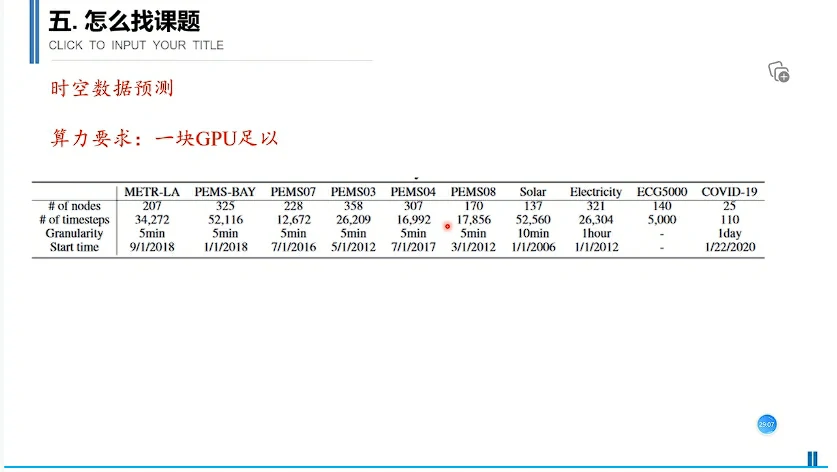 五. 怎么找课题
CLICK TO INPUT YOUR TITLE
时空数据预测
算力要求：一块GPU足以
METR-LA PEMS-BAY PEMS07 PEMS03 PEMS04 PEMS08 Solar Electricity ECG5000 COVID-19
# of nodes 207 325 228 358 307 170 137 321 140 25
# of timesteps 34,272 52,116 12,672 26,209 16,992 17,856 52,560 26,304 5,000 110
Granularity 5min 5min 5min 5min 5min 5min 10min 1hour - 1day
Start time 9/1/2018 1/1/2018 7/1/2016 5/1/2012 7/1/2017 3/1/2012 1/1/2006 1/1/2012 - 1/22/2020
29:07